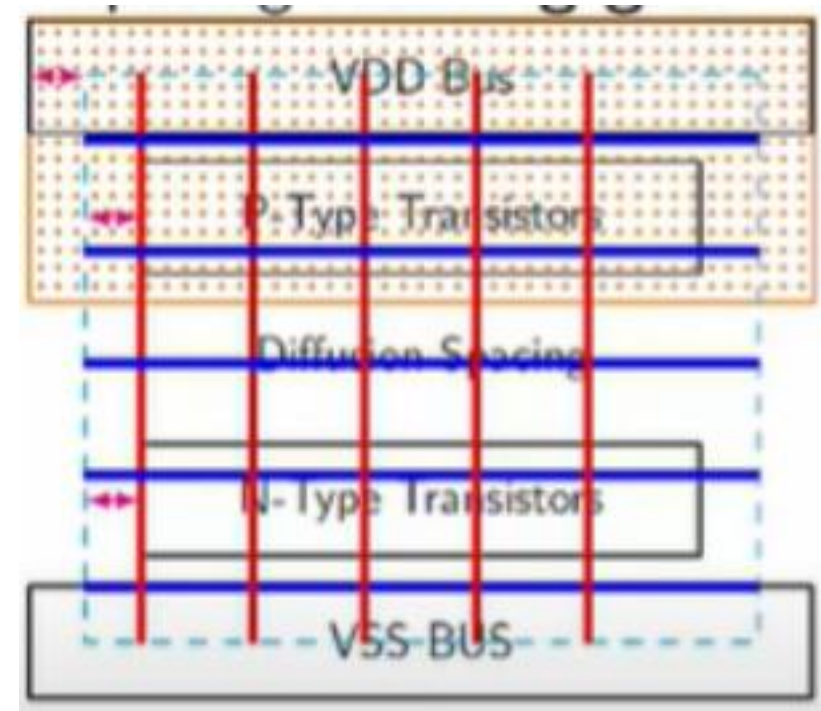 VDD Bus
P-Type Transistors
Diffusion Spacing
N-Type Transistors
VSS BUS